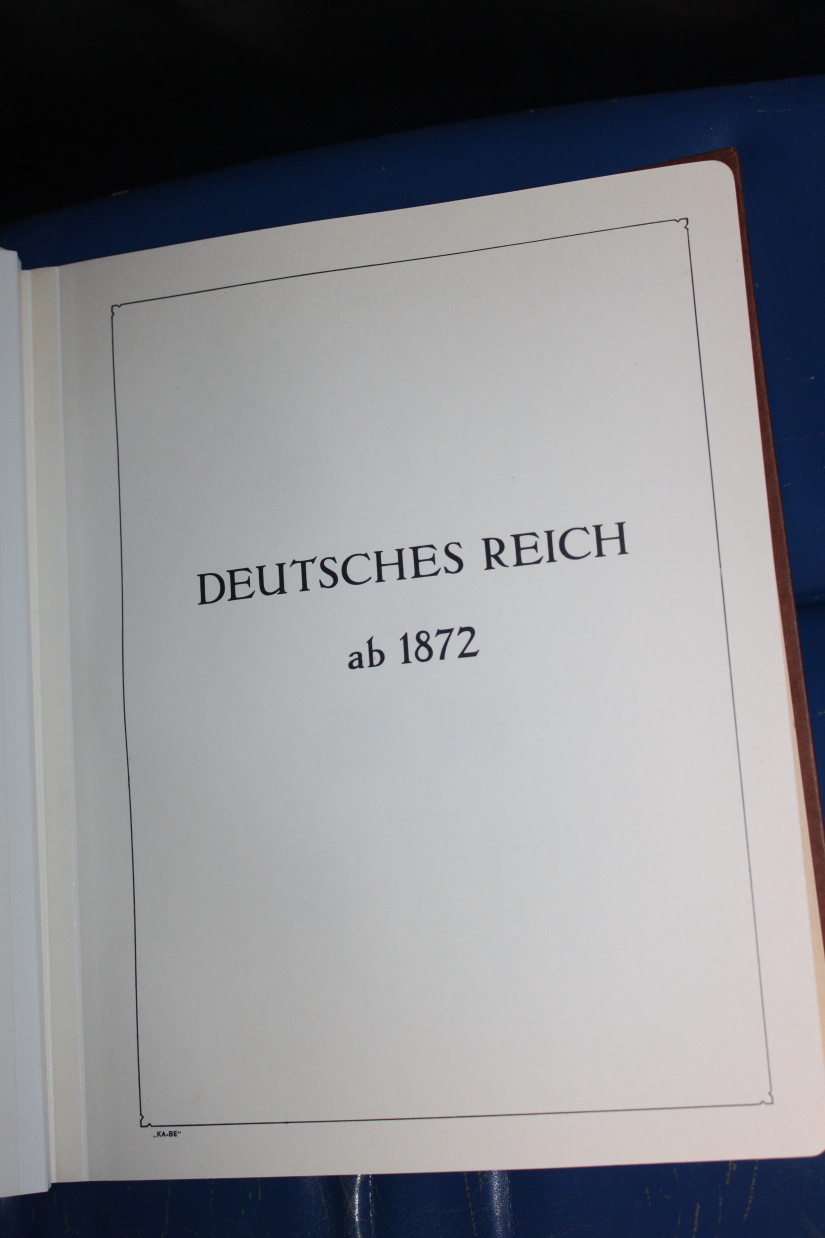 DEUTSCHES REICH
ab 1872
„KA-BE“